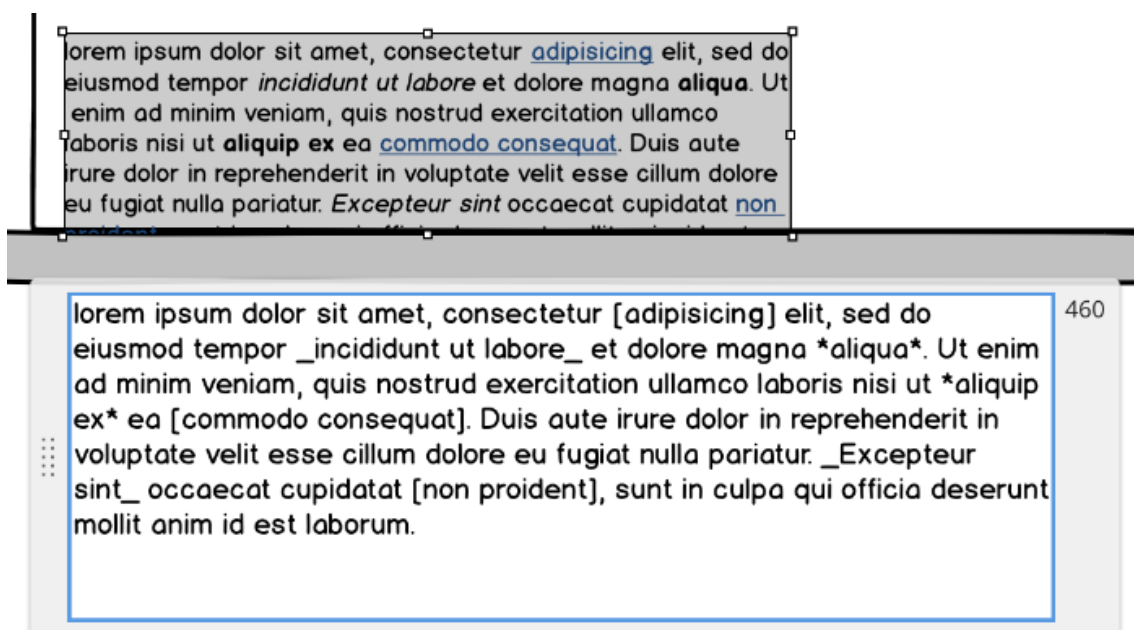 lorem ipsum dolor sit amet, consectetur adipisicing elit, sed do
eiusmod tempor incididunt ut labore et dolore magna aliqua. Ut
enim ad minim veniam, quis nostrud exercitation ullamco
laboris nisi ut aliquip ex ea commodo consequat. Duis aute
irure dolor in reprehenderit in voluptate velit esse cillum dolore
eu fugiat nulla pariatur. Excepteur sint occaecat cupidatat non
lorem ipsum dolor sit amet, consectetur [adipisicing] elit, sed do
eiusmod tempor _incididunt ut labore_ et dolore magna *aliqua*. Ut enim
ad minim veniam, quis nostrud exercitation ullamco laboris nisi ut *aliquip
ex* ea [commodo consequat]. Duis aute irure dolor in reprehenderit in
voluptate velit esse cillum dolore eu fugiat nulla pariatur. _Excepteur
sint_ occaecat cupidatat [non proident], sunt in culpa qui officia deserunt
mollit anim id est laborum.
460